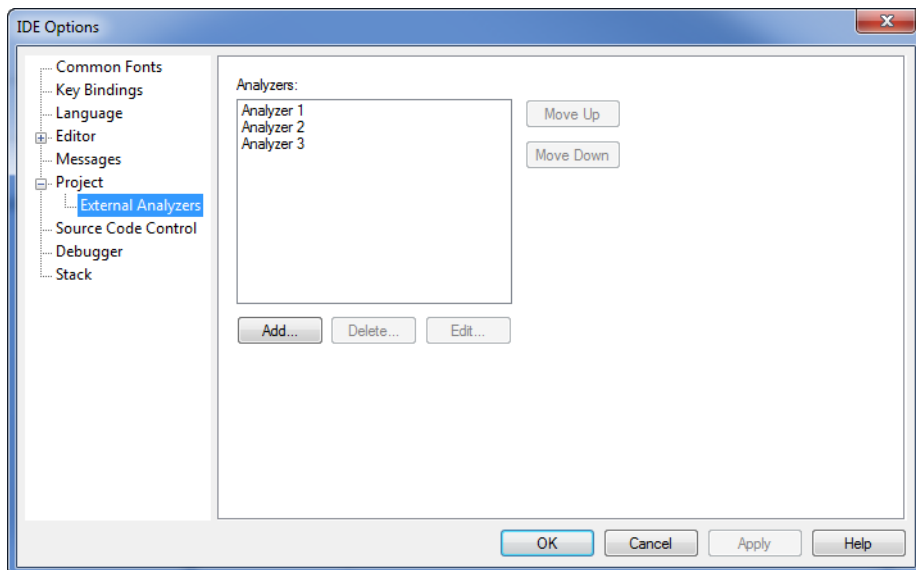 IDE Options
Common Fonts
Key Bindings
Language
Editor
Messages
Project
External Analyzers
Source Code Control
Debugger
Stack
Analyzers:
Analyzer 1
Analyzer 2
Analyzer 3
Move Up
Move Down
Add... Delete... Edit...
OK Cancel Apply Help